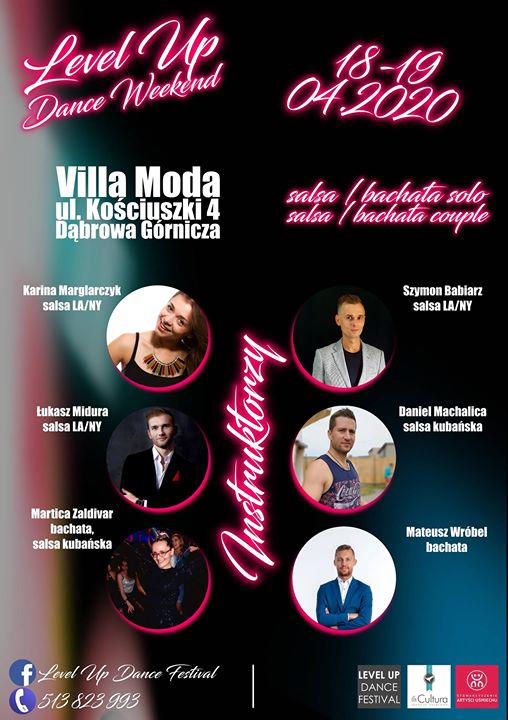 Level Up
Dance Weekend
18-19
04.2020
Villa Moda
ul. Kościuszki 4
Dąbrowa Górnicza
salsa / bachata solo
salsa / bachata couple
Karina Marglarczyk
salsa LA/NY
Szymon Babiarz
salsa LA/NY
Instruktorzy
Łukasz Midura
salsa LA/NY
Daniel Machalica
salsa kubańska
Martica Zaldivar
bachata,
salsa kubańska
Mateusz Wróbel
bachata
Level Up Dance Festival
513 823 993
LEVEL UP
DANCE
FESTIVAL
Cultura
STOWARZYSZENIE
ARTYŚCI UŚMIECHU